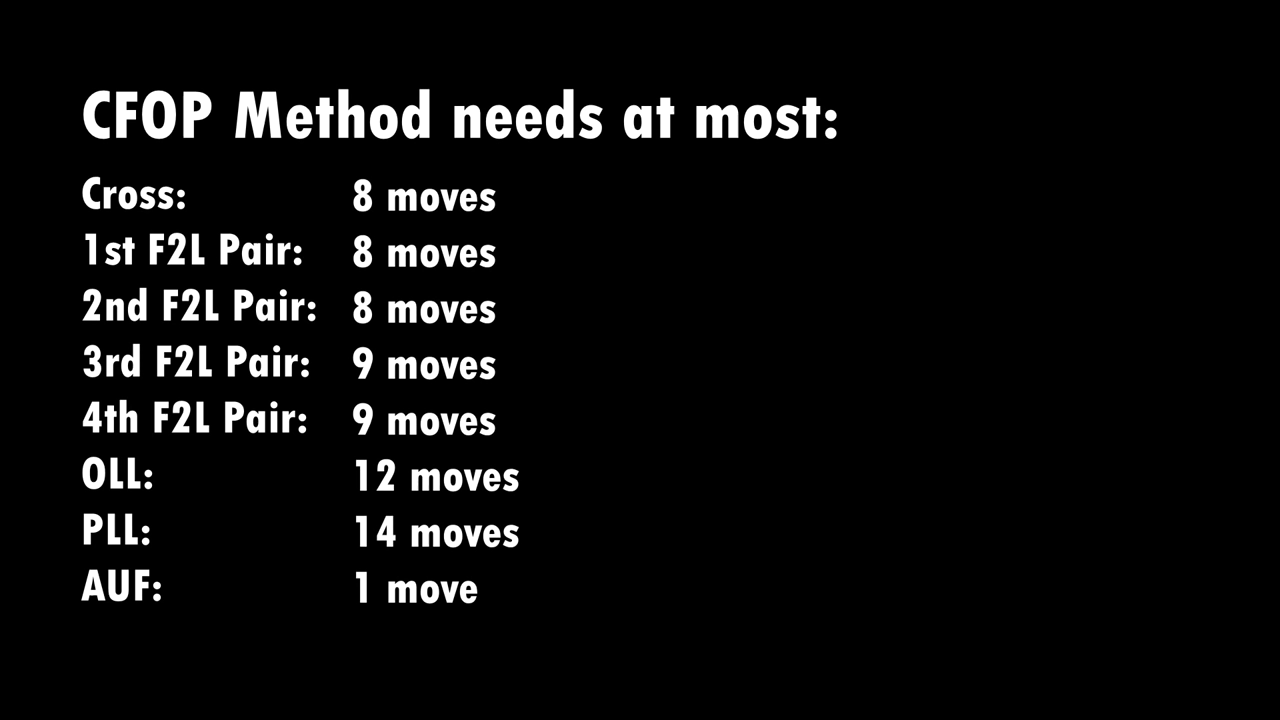 CFOP Method needs at most:
Cross: 8 moves
1st F2L Pair: 8 moves
2nd F2L Pair: 8 moves
3rd F2L Pair: 9 moves
4th F2L Pair: 9 moves
OLL: 12 moves
PLL: 14 moves
AUF: 1 move